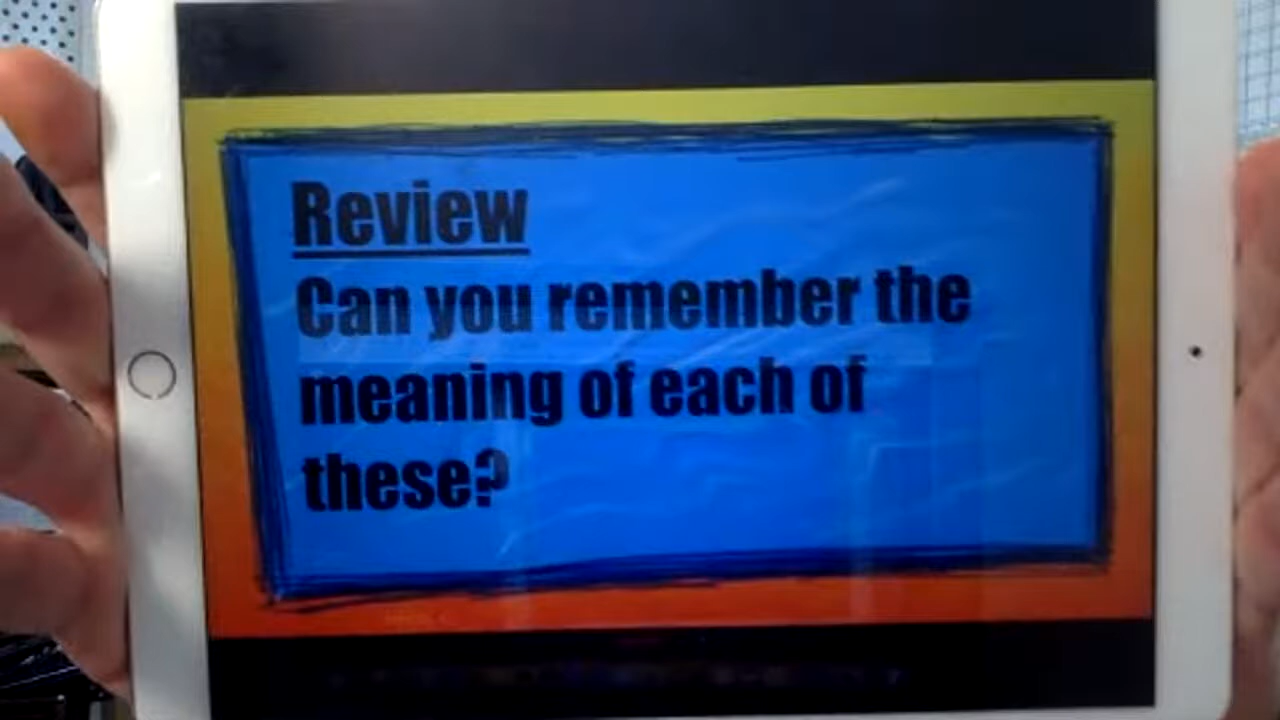 Review
Can you remember the
meaning of each of
these?